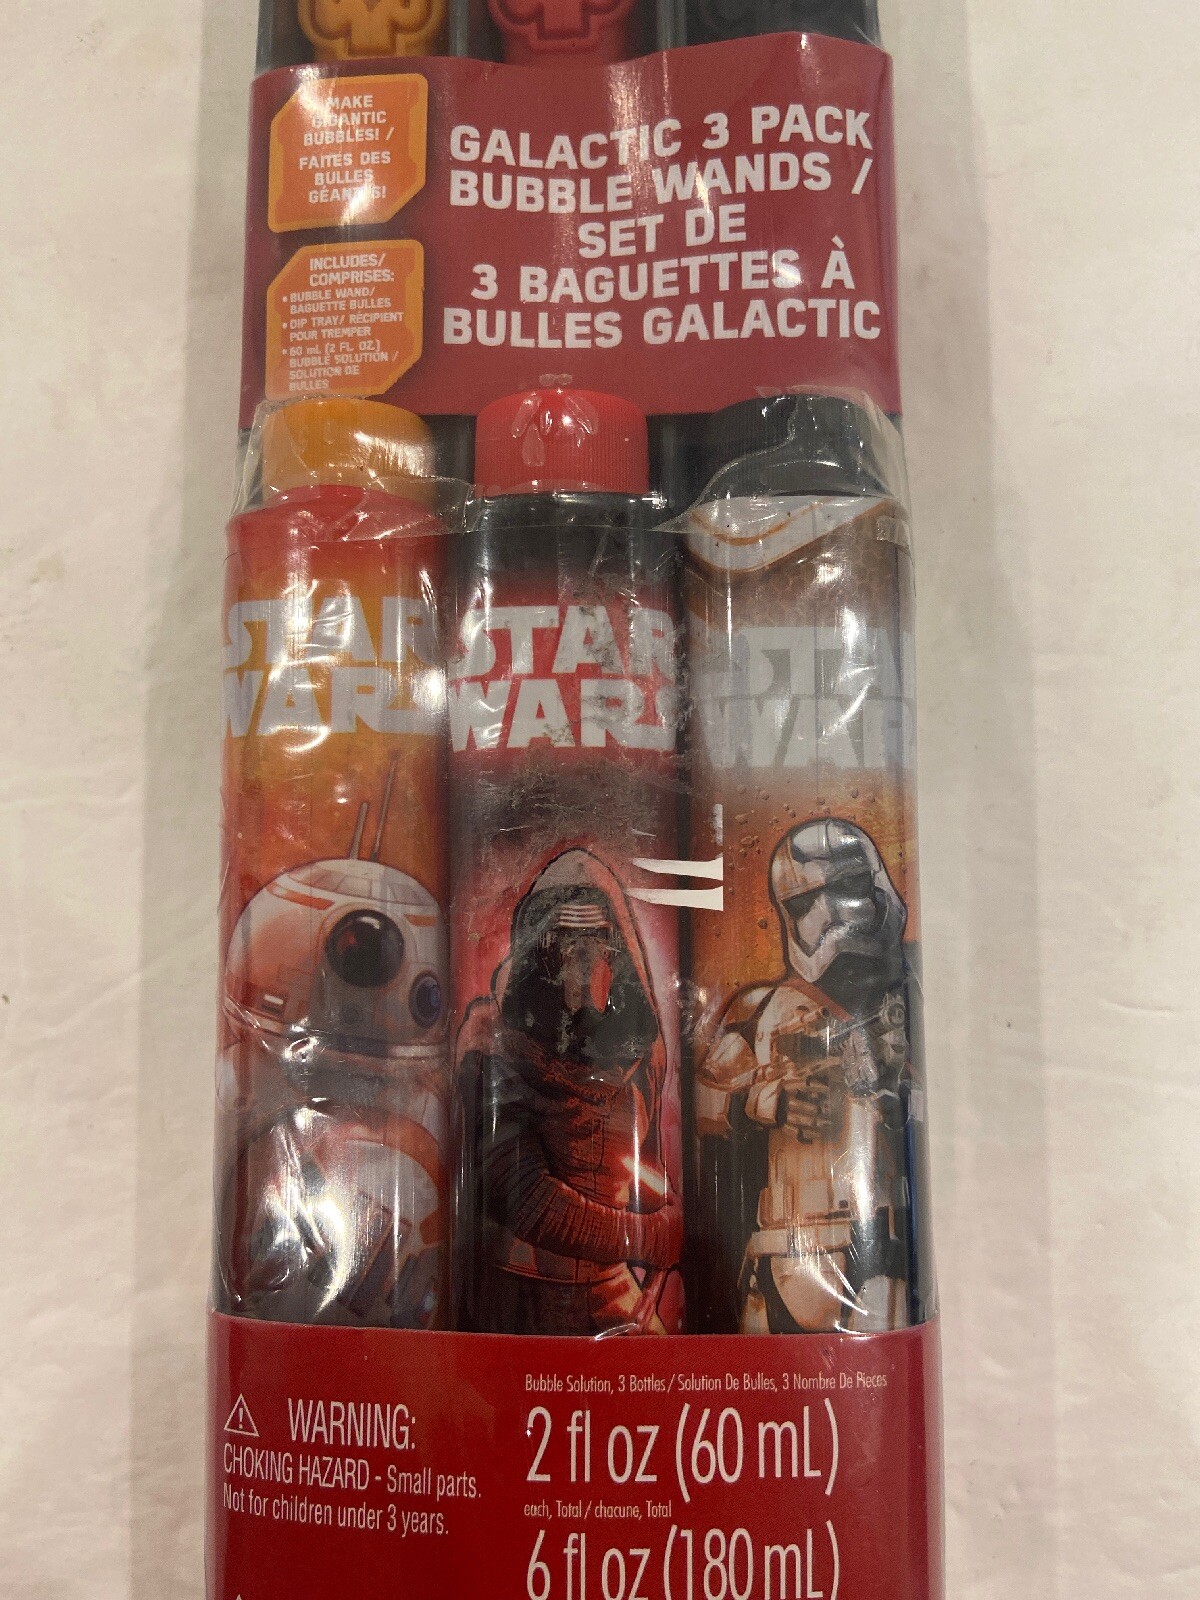 MAKE
GIGANTIC
BUBBLES! /
FAITES DES
BULLES
GÉANTES!
GALACTIC 3 PACK
BUBBLE WANDS /
SET DE
3 BAGUETTES À
BULLES GALACTIC
INCLUDES/
COMPRISES:
• BUBBLE WAND/
BAGUETTE BULLES
• DIP TRAY/ RÉCIPIENT
POUR TREMPER
• 60 mL (2 FL. OZ.)
BUBBLE SOLUTION /
SOLUTION DE
BULLES
STAR
WARS
STAR
WARS
STAR
WARS
WARNING:
CHOKING HAZARD - Small parts.
Not for children under 3 years.
Bubble Solution, 3 Bottles / Solution De Bulles, 3 Nombre De Pieces
2 fl oz (60 mL)
each, Total / chacune, Total
6 fl oz (180 mL)